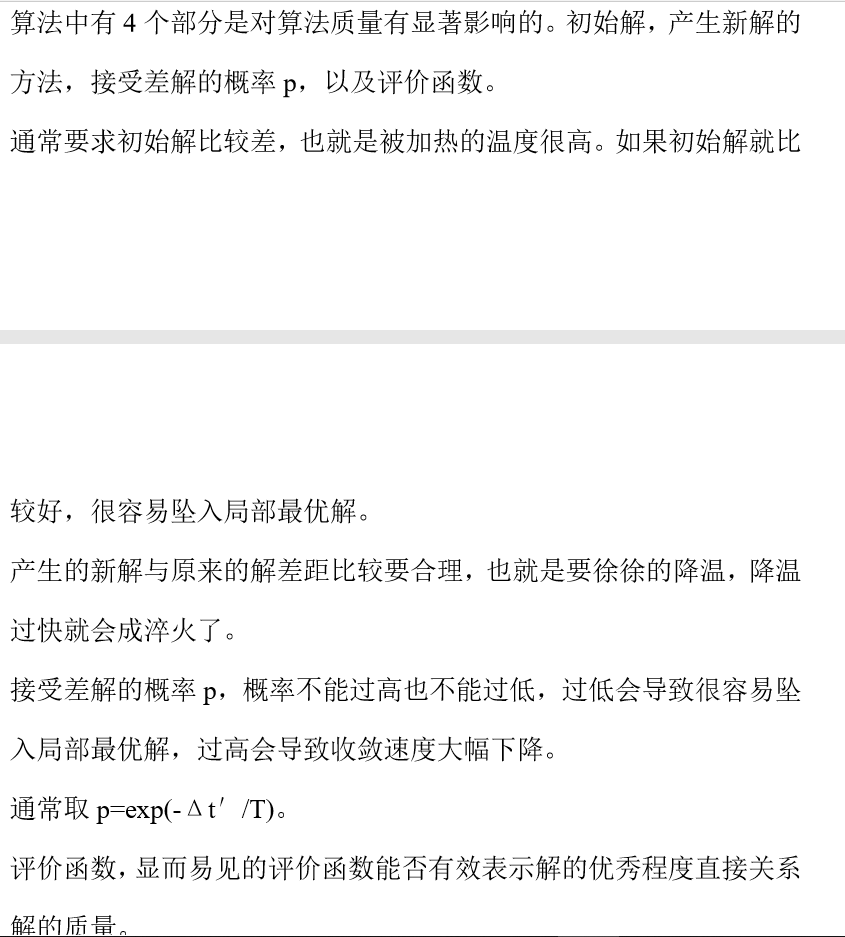 算法中有 4 个部分是对算法质量有显著影响的。初始解，产生新解的
方法，接受差解的概率 p，以及评价函数。
通常要求初始解比较差，也就是被加热的温度很高。如果初始解就比
较好，很容易坠入局部最优解。
产生的新解与原来的解差距比较要合理，也就是要徐徐的降温，降温
过快就会成淬火了。
接受差解的概率 p，概率不能过高也不能过低，过低会导致很容易坠
入局部最优解，过高会导致收敛速度大幅下降。
通常取 p=exp(-Δt′/T)。
评价函数，显而易见的评价函数能否有效表示解的优秀程度直接关系
解的质量。